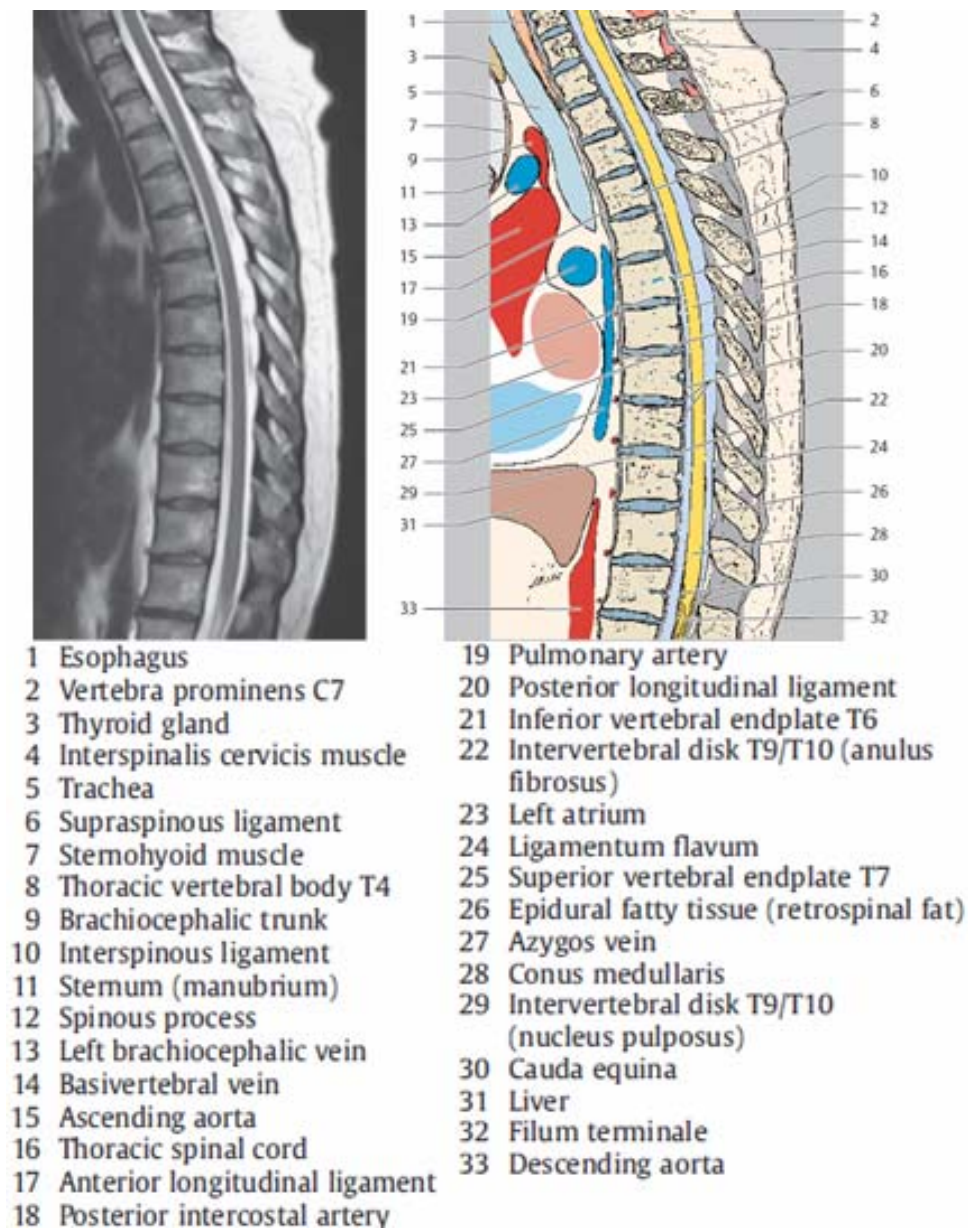 1
3
5
7
9
11
13
15
17
19
21
23
25
27
29
31
33
2
4
6
8
10
12
14
16
18
20
22
24
26
28
30
32
1 Esophagus
2 Vertebra prominens C7
3 Thyroid gland
4 Interspinalis cervicis muscle
5 Trachea
6 Supraspinous ligament
7 Sternohyoid muscle
8 Thoracic vertebral body T4
9 Brachiocephalic trunk
10 Interspinous ligament
11 Sternum (manubrium)
12 Spinous process
13 Left brachiocephalic vein
14 Basivertebral vein
15 Ascending aorta
16 Thoracic spinal cord
17 Anterior longitudinal ligament
18 Posterior intercostal artery
19 Pulmonary artery
20 Posterior longitudinal ligament
21 Inferior vertebral endplate T6
22 Intervertebral disk T9/T10 (anulus
fibrosus)
23 Left atrium
24 Ligamentum flavum
25 Superior vertebral endplate T7
26 Epidural fatty tissue (retrospinal fat)
27 Azygos vein
28 Conus medullaris
29 Intervertebral disk T9/T10
(nucleus pulposus)
30 Cauda equina
31 Liver
32 Filum terminale
33 Descending aorta